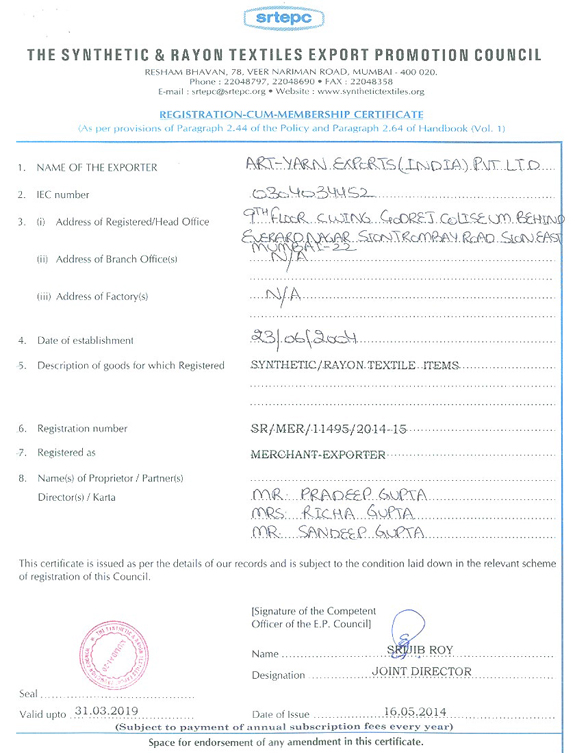 srtepc
THE SYNTHETIC & RAYON TEXTILES EXPORT PROMOTION COUNCIL
RESHAM BHAVAN, 78, VEER NARIMAN ROAD, MUMBAI - 400 020.
Phone : 22048797, 22048690 • FAX : 22048358
E-mail : srtepc@srtepc.org • Website : www.synthetictextiles.org
REGISTRATION-CUM-MEMBERSHIP CERTIFICATE
(As per provisions of Paragraph 2.44 of the Policy and Paragraph 2.64 of Handbook (Vol. 1)
1. NAME OF THE EXPORTER ART-YARN EXPERTS (INDIA) PVT LTD
2. IEC number 0304034452
3. (i) Address of Registered/Head Office 9TH FLOOR C WING GODREJ COLISEUM BEHIND
EVERARD NAGAR SION TROMBAY ROAD SION EAST
MUMBAI-22
(ii) Address of Branch Office(s) N/A
(iii) Address of Factory(s) N/A
4. Date of establishment 23/06/2004
5. Description of goods for which Registered SYNTHETIC/RAYON TEXTILE ITEMS
6. Registration number SR/MER/11495/2014-15
7. Registered as MERCHANT-EXPORTER
8. Name(s) of Proprietor / Partner(s)
Director(s) / Karta MR. PRADEEP GUPTA
MRS. RICHA GUPTA
MR. SANDEEP GUPTA
This certificate is issued as per the details of our records and is subject to the condition laid down in the relevant scheme
of registration of this Council.
[Signature of the Competent
Officer of the E.P. Council]
Name SRIJIB ROY
Designation JOINT DIRECTOR
Seal
Valid upto 31.03.2019 Date of Issue 16.05.2014
(Subject to payment of annual subscription fees every year)
Space for endorsement of any amendment in this certificate.